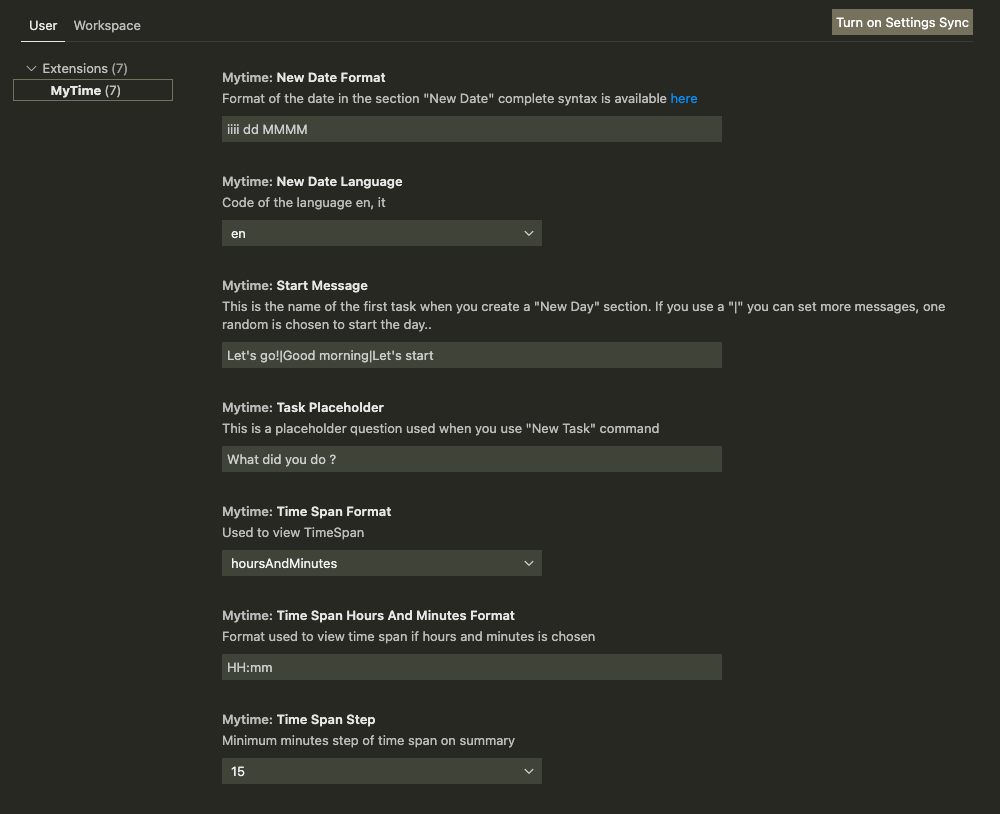 User Workspace Turn on Settings Sync
Extensions (7)
MyTime (7)
Mytime: New Date Format
Format of the date in the section "New Date" complete syntax is available here
iiii dd MMMM
Mytime: New Date Language
Code of the language en, it
en
Mytime: Start Message
This is the name of the first task when you create a "New Day" section. If you use a "|" you can set more messages, one
random is chosen to start the day..
Let's go!|Good morning|Let's start
Mytime: Task Placeholder
This is a placeholder question used when you use "New Task" command
What did you do ?
Mytime: Time Span Format
Used to view TimeSpan
hoursAndMinutes
Mytime: Time Span Hours And Minutes Format
Format used to view time span if hours and minutes is chosen
HH:mm
Mytime: Time Span Step
Minimum minutes step of time span on summary
15